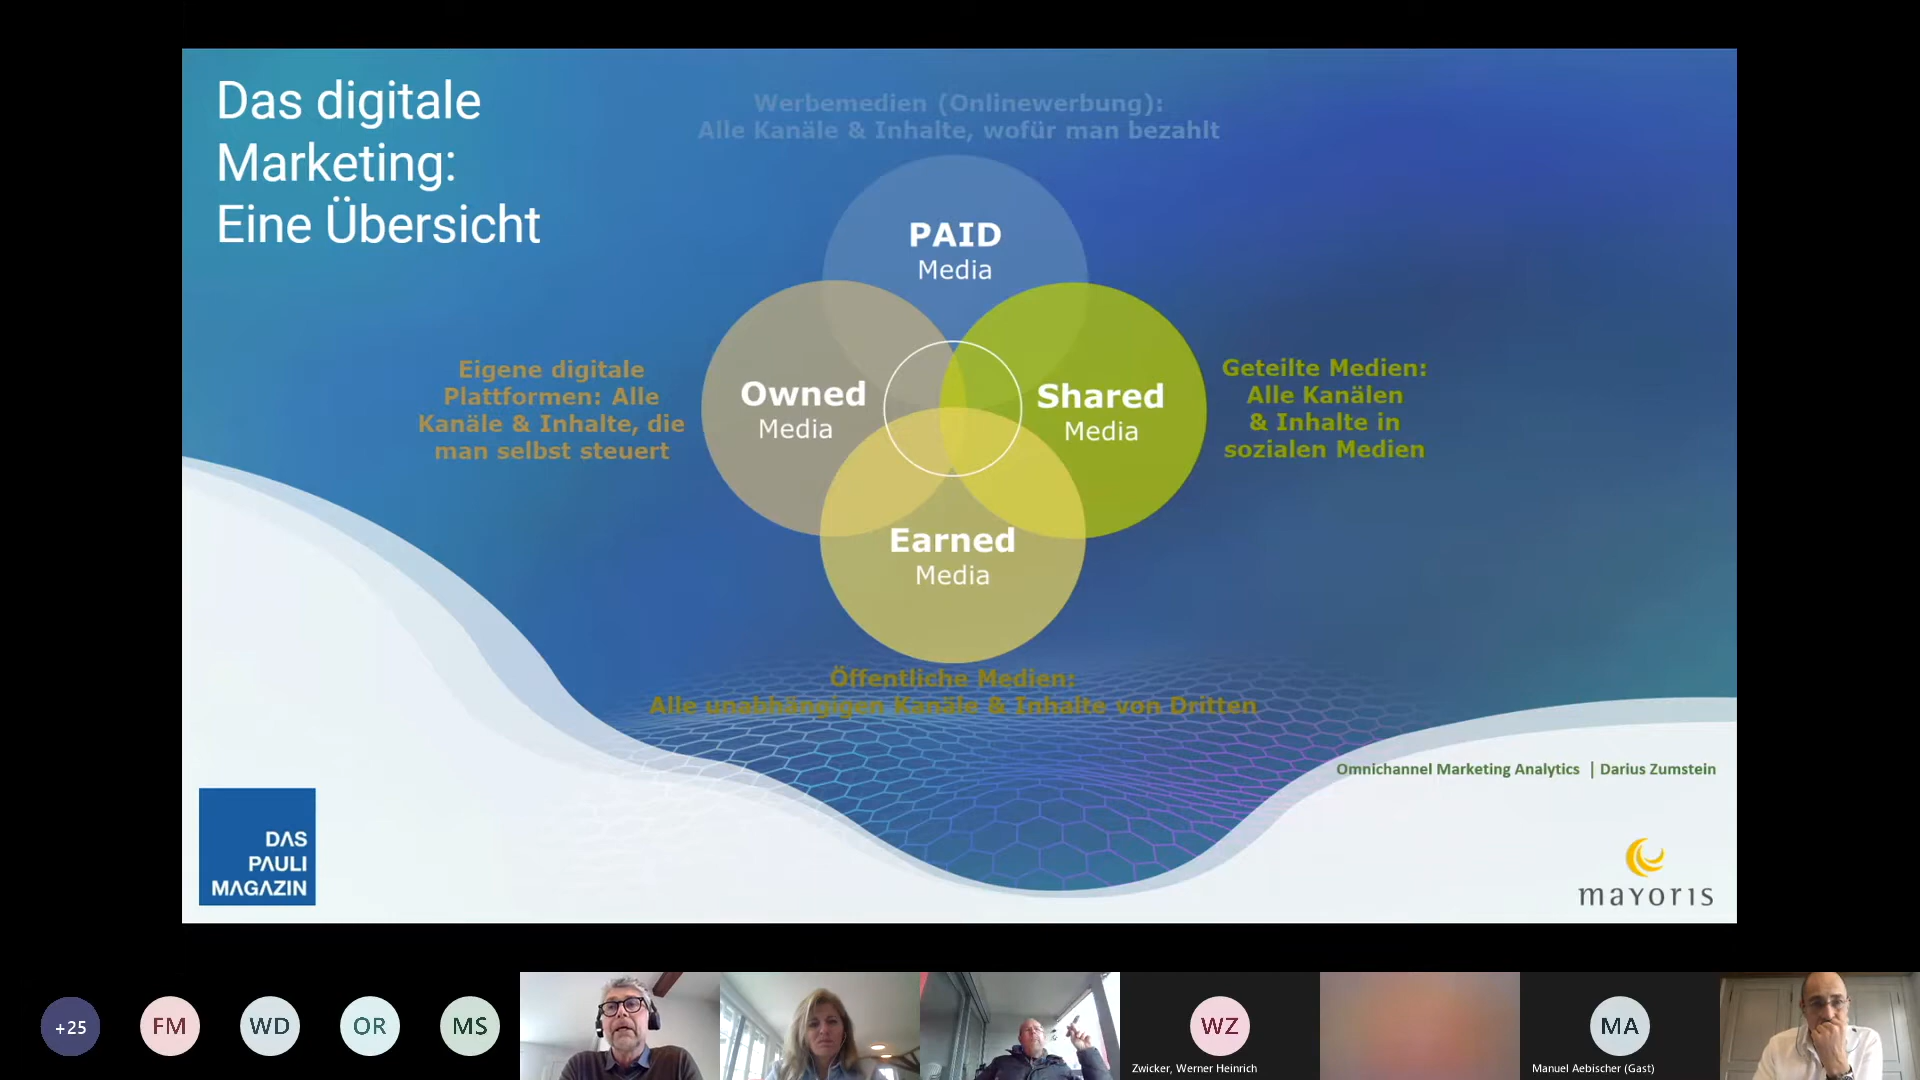 Das digitale
Marketing:
Eine Übersicht
Werbemedien (Onlinewerbung):
Alle Kanäle & Inhalte, wofür man bezahlt
PAID
Media
Eigene digitale
Plattformen: Alle
Kanäle & Inhalte, die
man selbst steuert
Owned
Media
Shared
Media
Geteilte Medien:
Alle Kanälen
& Inhalte in
sozialen Medien
Earned
Media
Öffentliche Medien:
Alle unabhängigen Kanäle & Inhalte von Dritten
Omnichannel Marketing Analytics | Darius Zumstein
DAS
PAULI
MAGAZIN
mayoris
+25
FM
WD
OR
MS
WZ
Zwicker, Werner Heinrich
MA
Manuel Aebischer (Gast)